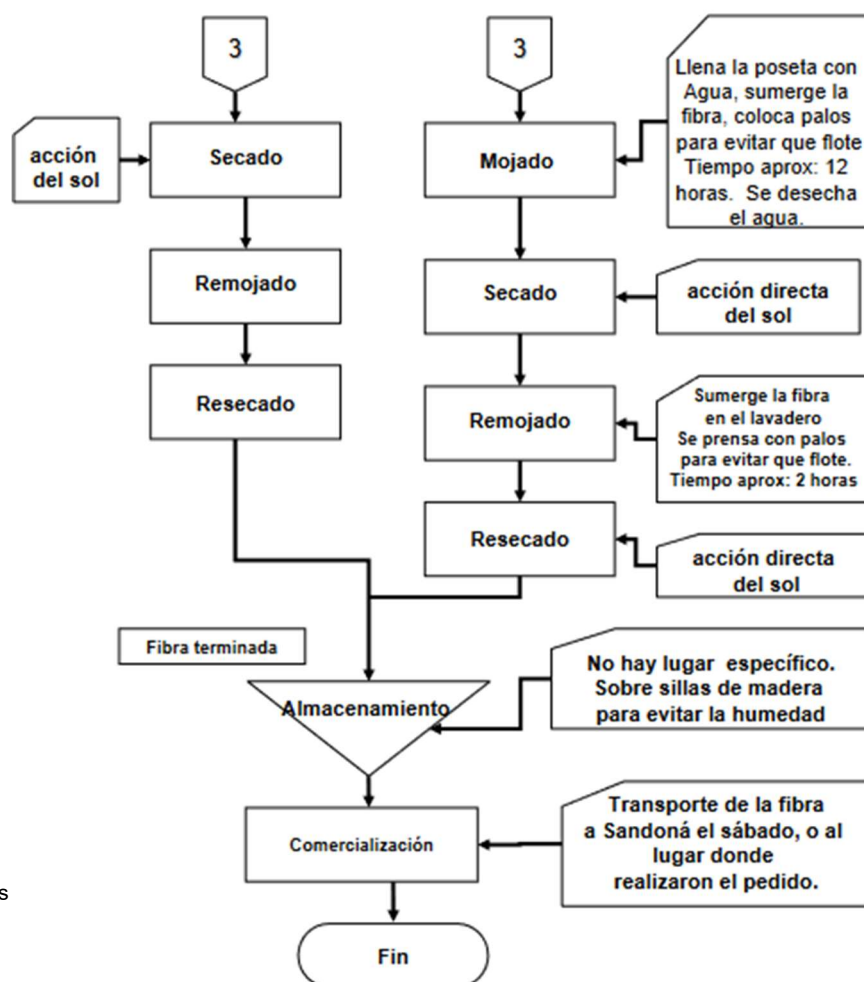 3
3
Llena la poseta con
Agua, sumerge la
fibra, coloca palos
para evitar que flote
Tiempo aprox: 12
horas. Se desecha
el agua.
acción
del sol
Secado
Mojado
Remojado
Secado
acción directa
del sol
Resecado
Remojado
Sumerge la fibra
en el lavadero
Se prensa con palos
para evitar que flote.
Tiempo aprox: 2 horas
Resecado
acción directa
del sol
Fibra terminada
Almacenamiento
No hay lugar específico.
Sobre sillas de madera
para evitar la humedad
Comercialización
Transporte de la fibra
a Sandoná el sábado, o al
lugar donde
realizaron el pedido.
s
Fin